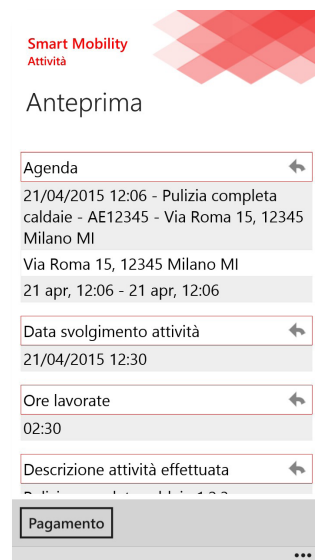 Smart Mobility
Attività
Anteprima
Agenda
21/04/2015 12:06 - Pulizia completa
caldaie - AE12345 - Via Roma 15, 12345
Milano MI
Via Roma 15, 12345 Milano MI
21 apr, 12:06 - 21 apr, 12:06
Data svolgimento attività
21/04/2015 12:30
Ore lavorate
02:30
Descrizione attività effettuata
Pagamento